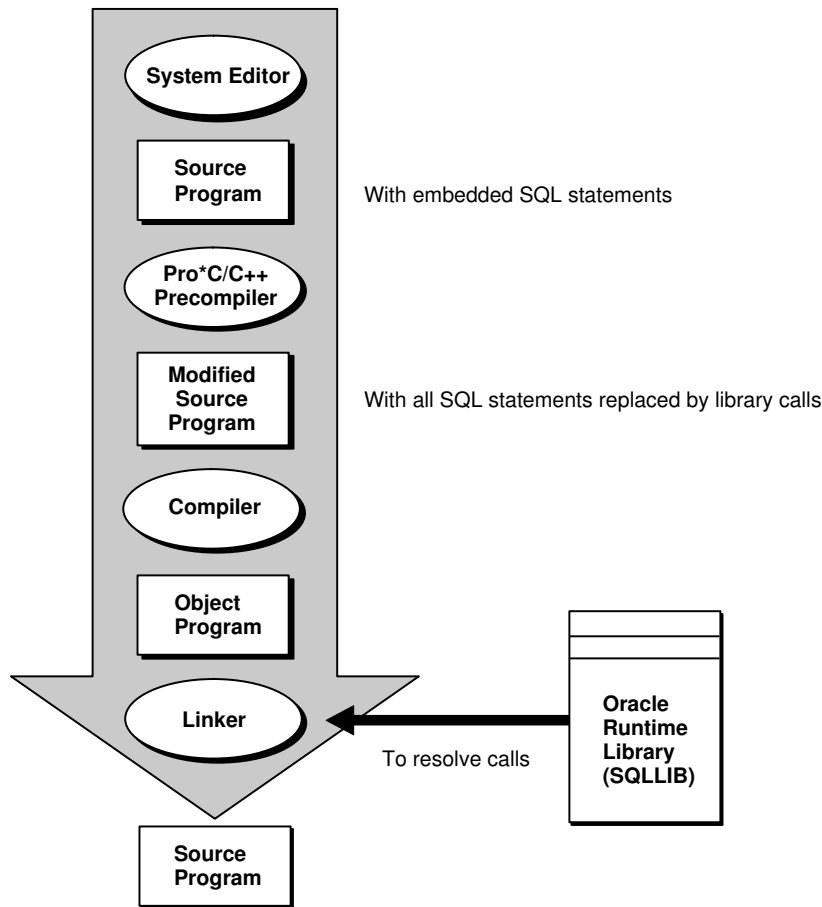 System Editor
Source
Program
With embedded SQL statements
Pro*C/C++
Precompiler
Modified
Source
Program
With all SQL statements replaced by library calls
Compiler
Object
Program
Linker
To resolve calls
Oracle
Runtime
Library
(SQLLIB)
Source
Program